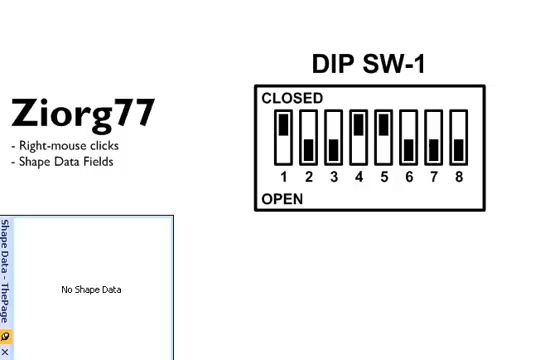 DIP SW-1
CLOSED
Ziorg77
- Right-mouse clicks
- Shape Data Fields
1 2 3 4 5 6 7 8
OPEN
Shape Data - ThePage
No Shape Data